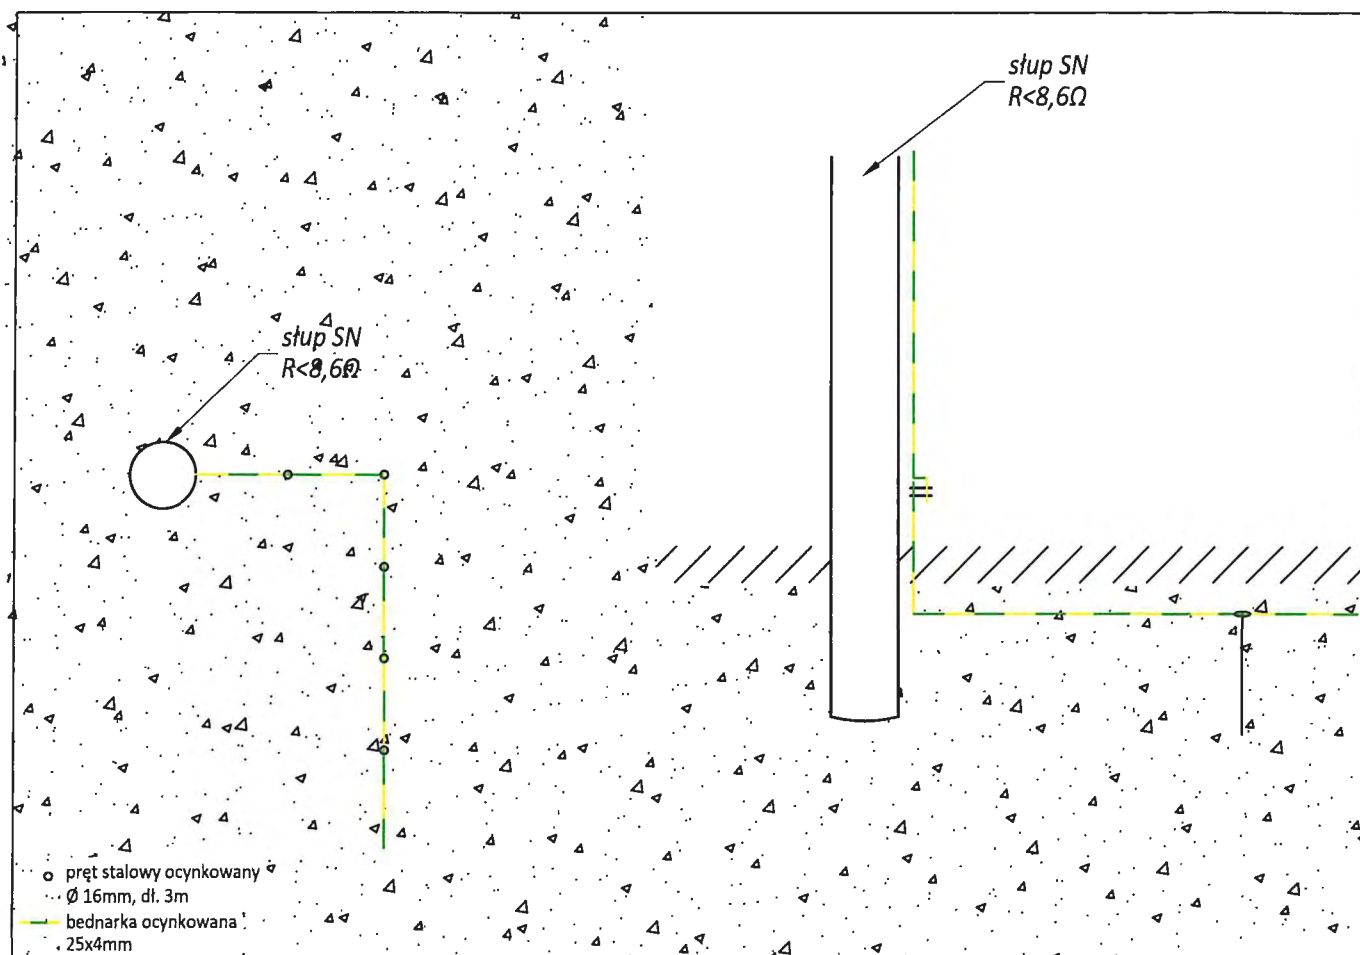 słup SN
R<8,6Ω
słup SN
R<8,6Ω
pręt stalowy ocynkowany
Ø 16mm, dł. 3m
bednarka ocynkowana
25x4mm